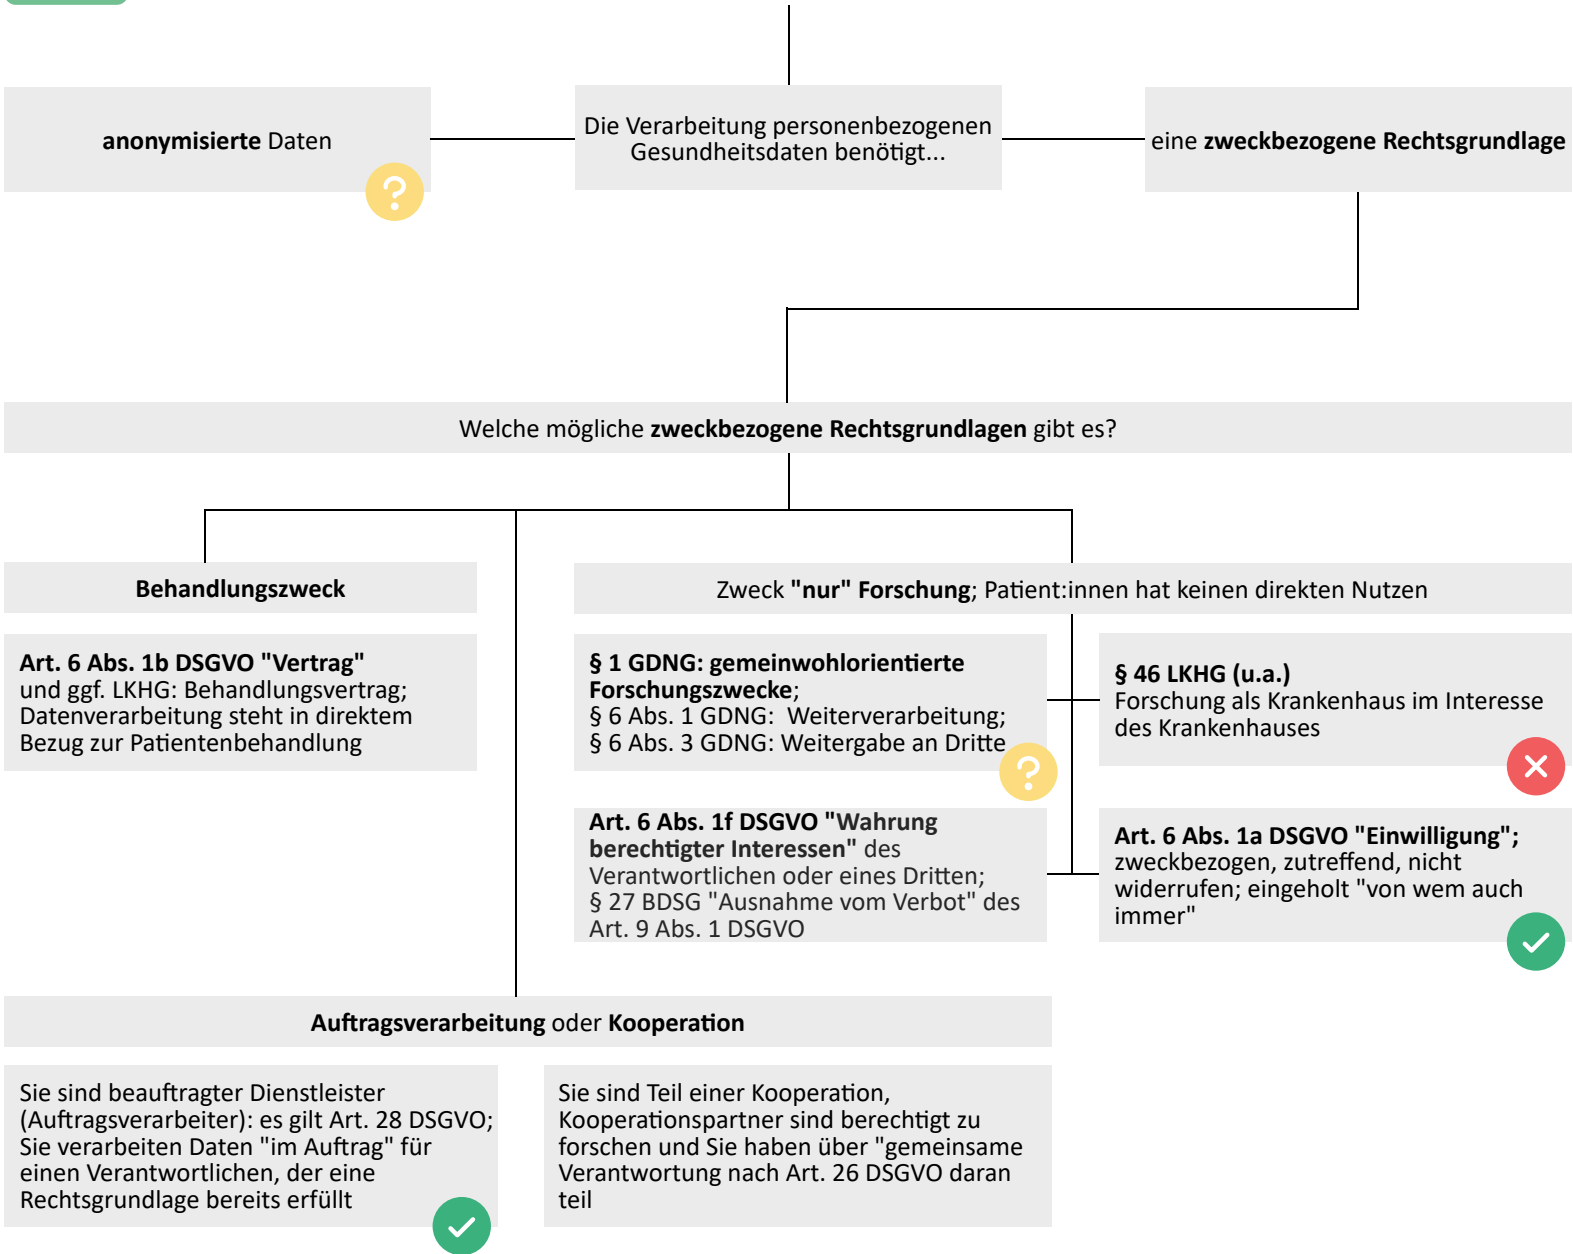 anonymisierte Daten
Die Verarbeitung personenbezogenen
Gesundheitsdaten benötigt...
eine zweckbezogene Rechtsgrundlage
?
Welche mögliche zweckbezogene Rechtsgrundlagen gibt es?
Behandlungszweck
Art. 6 Abs. 1b DSGVO "Vertrag"
und ggf. LKHG: Behandlungsvertrag;
Datenverarbeitung steht in direktem
Bezug zur Patientenbehandlung
Zweck "nur" Forschung; Patient:innen hat keinen direkten Nutzen
§ 1 GDNG: gemeinwohlorientierte
Forschungszwecke;
§ 6 Abs. 1 GDNG:  Weiterverarbeitung;
§ 6 Abs. 3 GDNG: Weitergabe an Dritte
?
§ 46 LKHG (u.a.)
Forschung als Krankenhaus im Interesse
des Krankenhauses
Art. 6 Abs. 1f DSGVO "Wahrung
berechtigter Interessen" des
Verantwortlichen oder eines Dritten;
§ 27 BDSG "Ausnahme vom Verbot" des
Art. 9 Abs. 1 DSGVO
Art. 6 Abs. 1a DSGVO "Einwilligung";
zweckbezogen, zutreffend, nicht
widerrufen; eingeholt "von wem auch
immer"
Auftragsverarbeitung oder Kooperation
Sie sind beauftragter Dienstleister
(Auftragsverarbeiter): es gilt Art. 28 DSGVO;
Sie verarbeiten Daten "im Auftrag" für
einen Verantwortlichen, der eine
Rechtsgrundlage bereits erfüllt
Sie sind Teil einer Kooperation,
Kooperationspartner sind berechtigt zu
forschen und Sie haben über "gemeinsame
Verantwortung nach Art. 26 DSGVO daran
teil